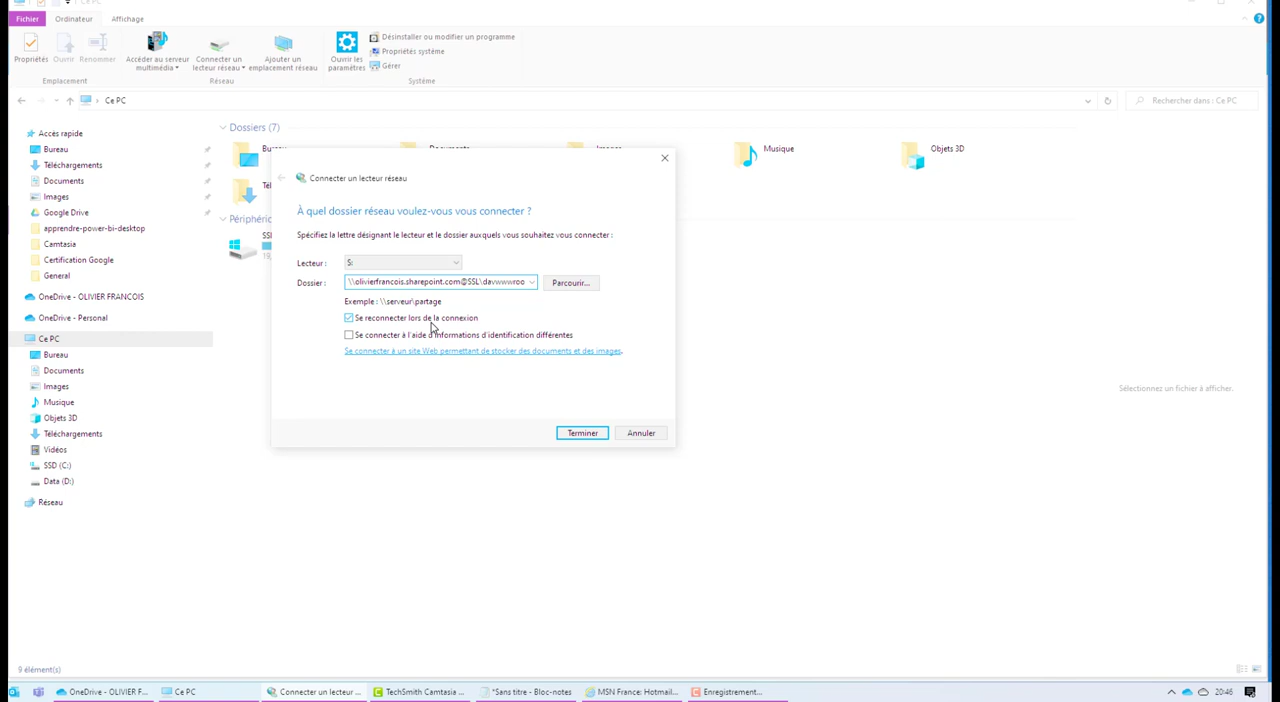 Ce PC
Fichier
Ordinateur
Affichage
Propriétés
Ouvrir
Renommer
Accéder au serveur
multimédia
Connecter un
lecteur réseau
Ajouter un
emplacement réseau
Ouvrir les
paramètres
Désinstaller ou modifier un programme
Propriétés système
Gérer
Emplacement
Réseau
Système
Ce PC
Rechercher dans : Ce PC
Accès rapide
Bureau
Téléchargements
Documents
Images
Google Drive
apprendre-power-bi-desktop
Camtasia
Certification Google
General
OneDrive - OLIVIER FRANCOIS
OneDrive - Personal
Ce PC
Bureau
Documents
Images
Musique
Objets 3D
Téléchargements
Vidéos
SSD (C:)
Data (D:)
Réseau
Dossiers (7)
Musique
Objets 3D
Connecter un lecteur réseau
À quel dossier réseau voulez-vous vous connecter ?
Spécifiez la lettre désignant le lecteur et le dossier auxquels vous souhaitez vous connecter :
Lecteur :
S:
Dossier :
\\olivierfrancois.sharepoint.com@SSL\davwwwroo
Parcourir...
Exemple : \\serveur\partage
Se reconnecter lors de la connexion
Se connecter à l'aide d'informations d'identification différentes
Se connecter à un site Web permettant de stocker des documents et des images.
Terminer
Annuler
Sélectionnez un fichier à afficher.
9 élément(s)
OneDrive - OLIVIER F...
Ce PC
Connecter un lecteur ...
TechSmith Camtasia ...
*Sans titre - Bloc-notes
MSN France: Hotmail...
Enregistrement...
20:46